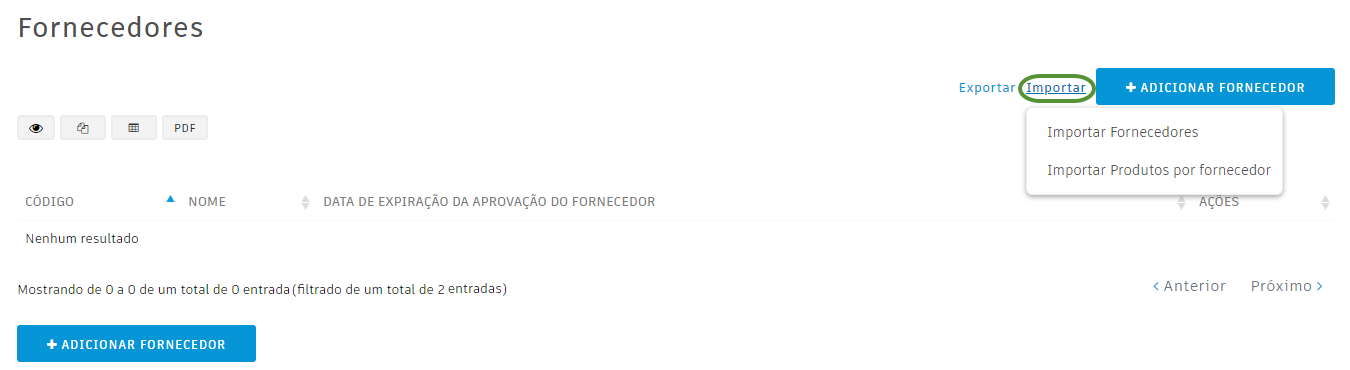 Fornecedores
Exportar Importar ADICIONAR FORNECEDOR
PDF
Importar Fornecedores
Importar Produtos por fornecedor
CÓDIGO NOME DATA DE EXPIRAÇÃO DA APROVAÇÃO DO FORNECEDOR AÇÕES
Nenhum resultado
Mostrando de 0 a 0 de um total de 0 entrada(filtrado de um total de 2 entradas)
Anterior Próximo
ADICIONAR FORNECEDOR